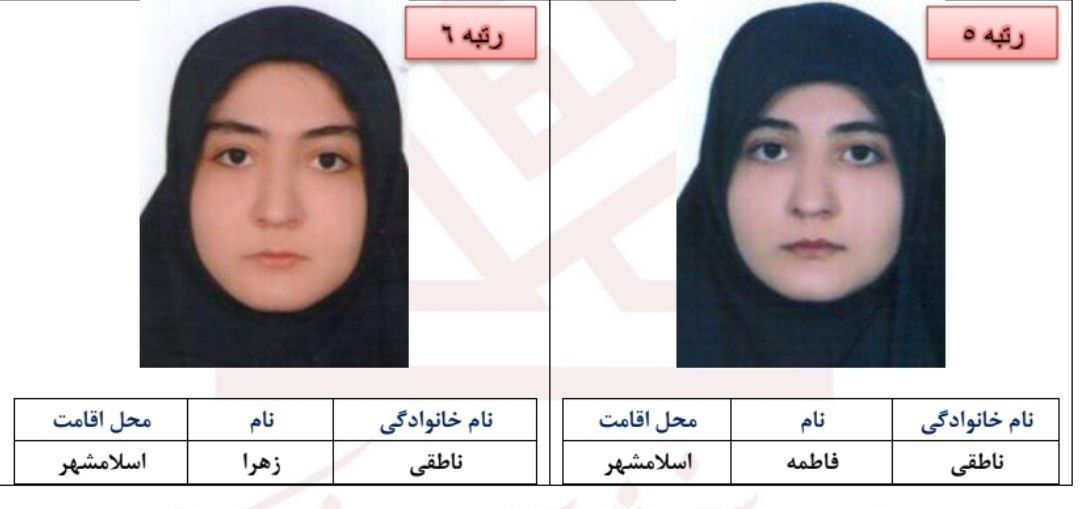 رتبه ۵
نام خانوادگی نام محل اقامت
ناطقی فاطمه اسلامشهر
رتبه ۶
نام خانوادگی نام محل اقامت
ناطقی زهرا اسلامشهر